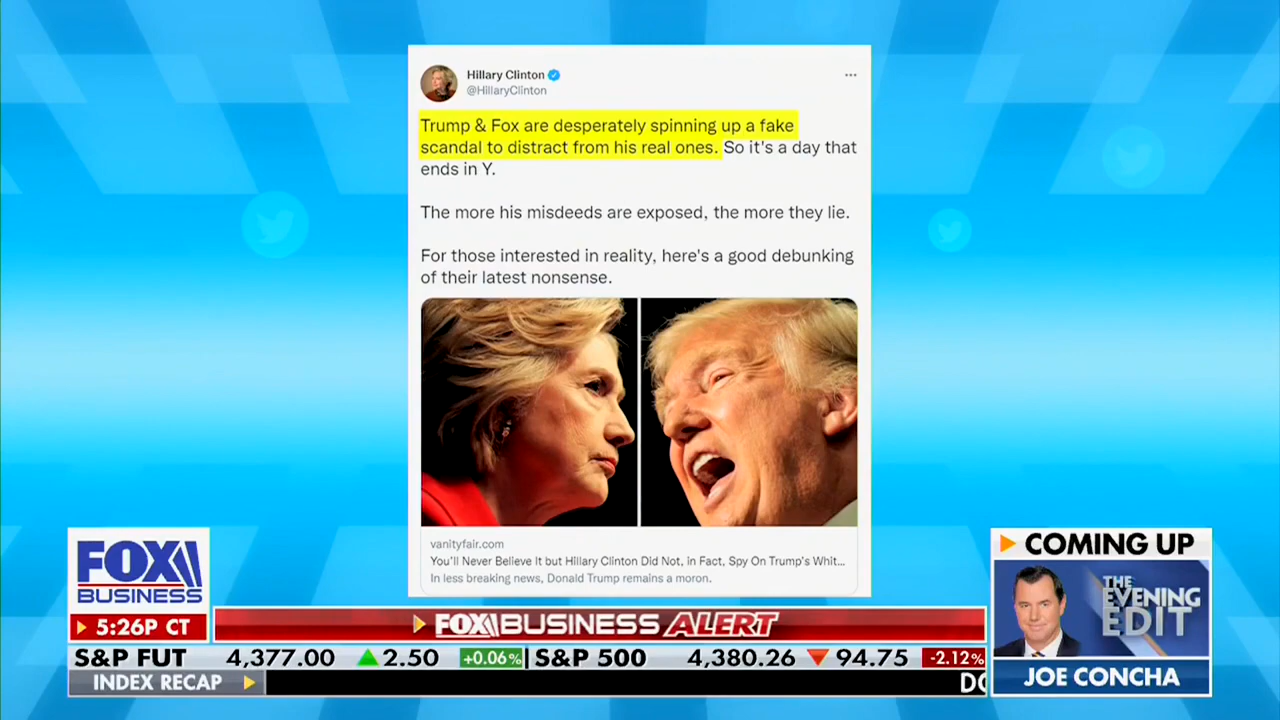 Hillary Clinton
@HillaryClinton
Trump & Fox are desperately spinning up a fake
scandal to distract from his real ones. So it's a day that
ends in Y.
The more his misdeeds are exposed, the more they lie.
For those interested in reality, here's a good debunking
of their latest nonsense.
vanityfair.com
You'll Never Believe It but Hillary Clinton Did Not, in Fact, Spy On Trump's Whit...
In less breaking news, Donald Trump remains a moron.
FOX
BUSINESS
5:26P CT
FOX BUSINESS ALERT
S&P FUT 4,377.00 2.50 +0.06% S&P 500 4,380.26 94.75 -2.12%
INDEX RECAP
DO
COMING UP
THE
EVENING
EDIT
JOE CONCHA